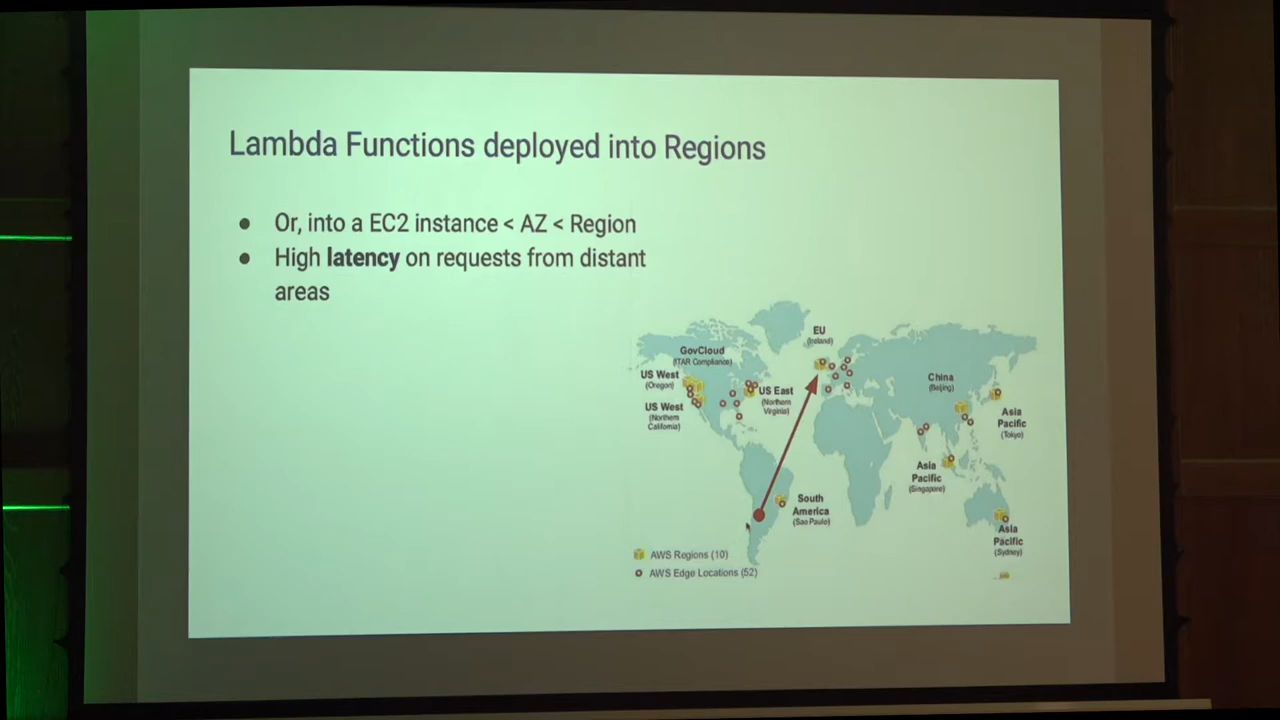 Lambda Functions deployed into Regions
● Or, into a EC2 instance < AZ < Region
● High latency on requests from distant
areas
EU
(Ireland)
GovCloud
(ITAR Compliance)
US West
(Oregon)
US West
(Northern
California)
US East
(Northern
Virginia)
China
(Beijing)
Asia
Pacific
(Tokyo)
Asia
Pacific
(Singapore)
South
America
(Sao Paulo)
Asia
Pacific
(Sydney)
AWS Regions (10)
AWS Edge Locations (52)